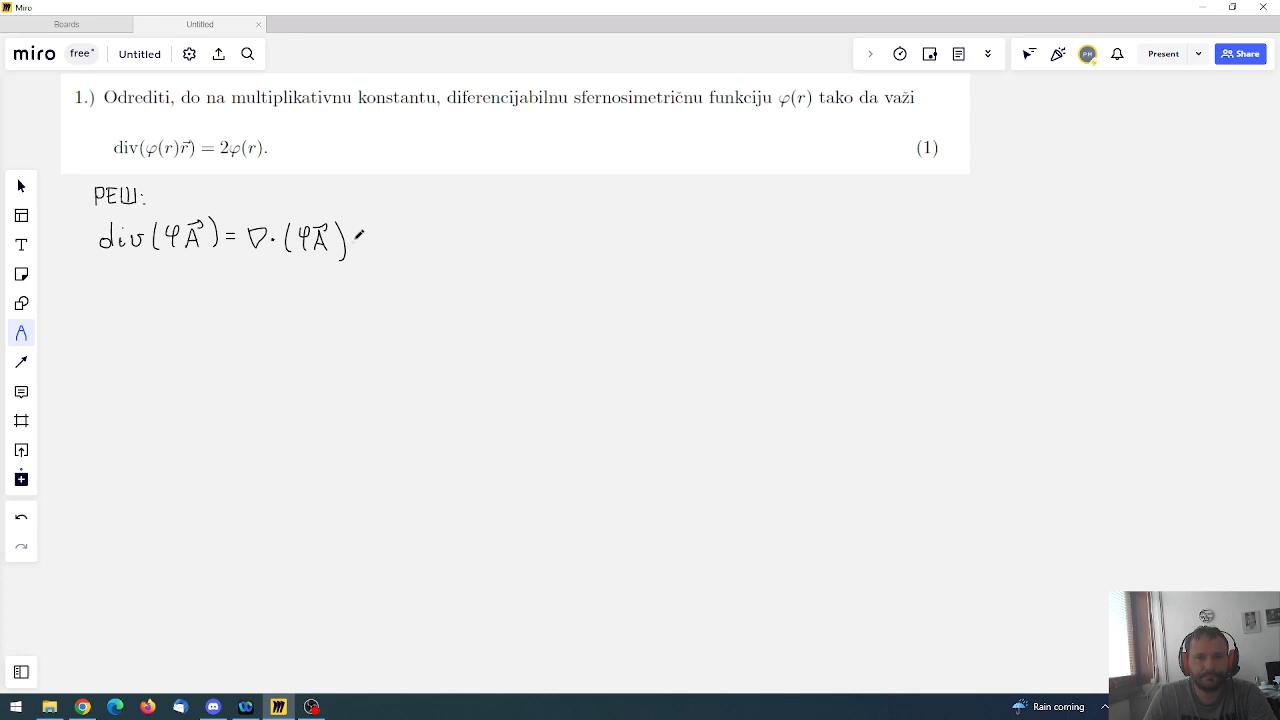 Miro
Boards
Untitled
miro
free
Untitled
Present
Share
PM
1.) Odrediti, do na multiplikativnu konstantu, diferencijabilnu sfernosimetričnu funkciju φ(r) tako da važi
div(φ(r)r⃗) = 2φ(r). (1)
РЕШ:
div(φA⃗) = ∇·(φA⃗)
Rain coming